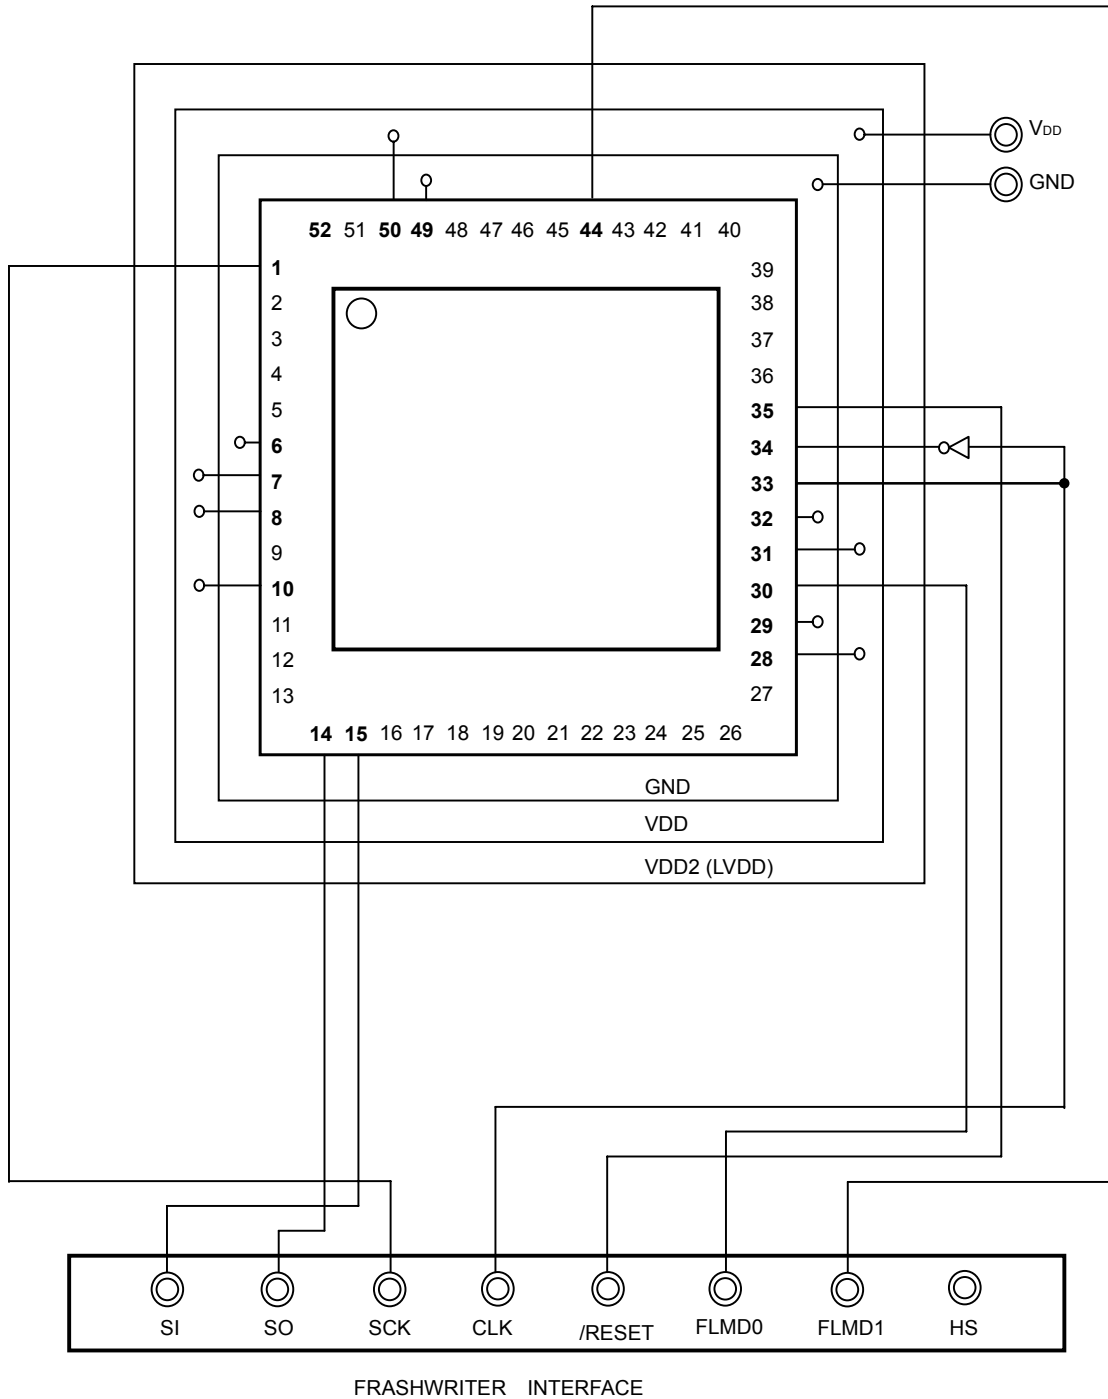 VDD
GND
52 51 50 49 48 47 46 45 44 43 42 41 40
1 39
2 38
3 37
4 36
5 35
6 34
7 33
8 32
9 31
10 30
11 29
12 28
13 27
14 15 16 17 18 19 20 21 22 23 24 25 26
GND
VDD
VDD2 (LVDD)
SI SO SCK CLK /RESET FLMD0 FLMD1 HS
FRASHWRITER INTERFACE